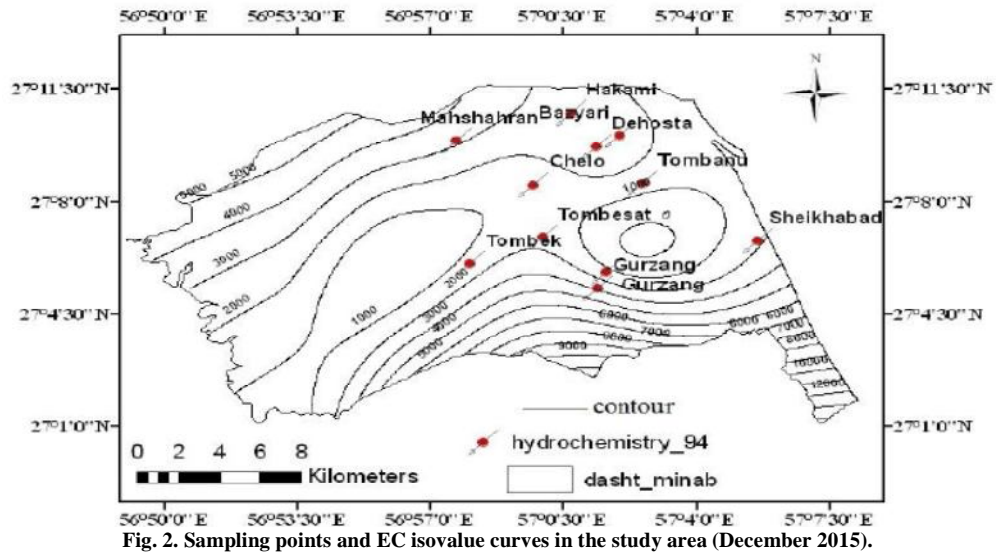 56°50'0"E 56°53'30"E 56°57'0"E 57°0'30"E 57°4'0"E 57°7'30"E
N
27°11'30"N 27°11'30"N
Hakami
Mahshahran Bazyari Dehosta
Chelo Tombanu
27°8'0"N 27°8'0"N
Tombesat Sheikhabad
Tombek
Gurzang
Gurzang
5000
4000
3000
2000
1000
1000
2000
3000
4000
5000
6000 7000
9000
6000
7000
8000
10000
12000
27°4'30"N 27°4'30"N
contour
27°1'0"N 27°1'0"N
hydrochemistry_94
0 2 4 6 8
Kilometers
dasht_minab
56°50'0"E 56°53'30"E 56°57'0"E 57°0'30"E 57°4'0"E 57°7'30"E
Fig. 2. Sampling points and EC isovalue curves in the study area (December 2015).